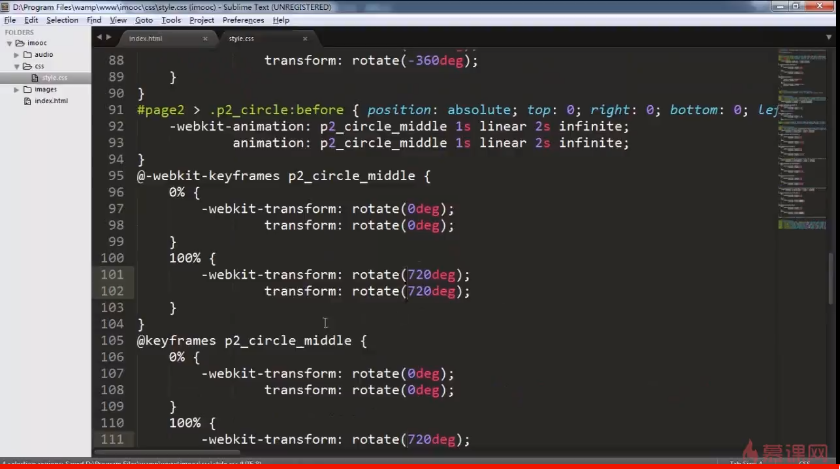 D:\Program Files\wamp\www\imooc\css\style.css (imooc) - Sublime Text (UNREGISTERED)
File Edit Selection Find View Goto Tools Project Preferences Help
FOLDERS
imooc
audio
css
style.css
images
index.html
index.html × style.css ×
88 transform: rotate(-360deg);
89 }
90 }
91 #page2 > .p2_circle:before { position: absolute; top: 0; right: 0; bottom: 0; lef
92 -webkit-animation: p2_circle_middle 1s linear 2s infinite;
93 animation: p2_circle_middle 1s linear 2s infinite;
94 }
95 @-webkit-keyframes p2_circle_middle {
96 0% {
97 -webkit-transform: rotate(0deg);
98 transform: rotate(0deg);
99 }
100 100% {
101 -webkit-transform: rotate(720deg);
102 transform: rotate(720deg);
103 }
104 }
105 @keyframes p2_circle_middle {
106 0% {
107 -webkit-transform: rotate(0deg);
108 transform: rotate(0deg);
109 }
110 100% {
111 -webkit-transform: rotate(720deg);
慕课网